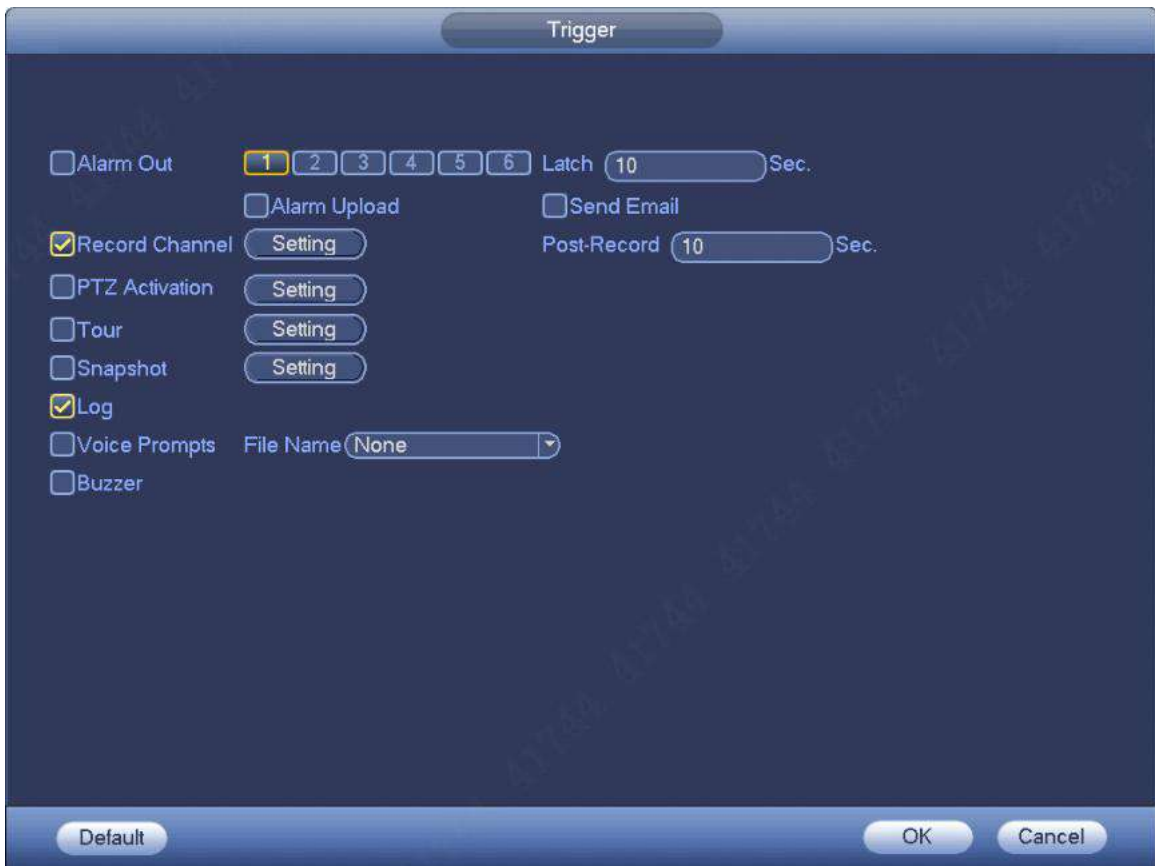 Trigger
Alarm Out 1 2 3 4 5 6 Latch 10 Sec.
Alarm Upload Send Email
Record Channel Setting Post-Record 10 Sec.
PTZ Activation Setting
Tour Setting
Snapshot Setting
Log
Voice Prompts File Name None
Buzzer
Default OK Cancel